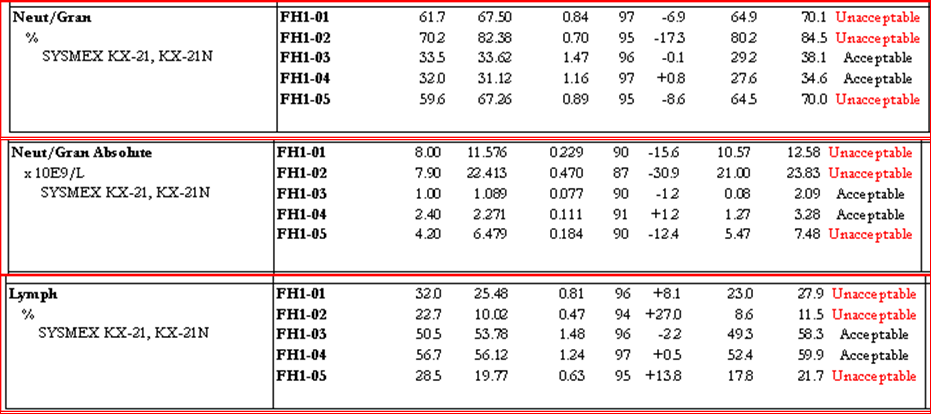 Neut/Gran FH1-01 61.7 67.50 0.84 97 -6.9 64.9 70.1 Unacceptable
% FH1-02 70.2 82.38 0.70 95 -17.3 80.2 84.5 Unacceptable
SYSMEX KX-21, KX-21N FH1-03 33.5 33.62 1.47 96 -0.1 29.2 38.1 Acceptable
FH1-04 32.0 31.12 1.16 97 +0.8 27.6 34.6 Acceptable
FH1-05 59.6 67.26 0.89 95 -8.6 64.5 70.0 Unacceptable
Neut/Gran Absolute FH1-01 8.00 11.576 0.229 90 -15.6 10.57 12.58 Unacceptable
x 10E9/L FH1-02 7.90 22.413 0.470 87 -30.9 21.00 23.83 Unacceptable
SYSMEX KX-21, KX-21N FH1-03 1.00 1.089 0.077 90 -1.2 0.08 2.09 Acceptable
FH1-04 2.40 2.271 0.111 91 +1.2 1.27 3.28 Acceptable
FH1-05 4.20 6.479 0.184 90 -12.4 5.47 7.48 Unacceptable
Lymph FH1-01 32.0 25.48 0.81 96 +8.1 23.0 27.9 Unacceptable
% FH1-02 22.7 10.02 0.47 94 +27.0 8.6 11.5 Unacceptable
SYSMEX KX-21, KX-21N FH1-03 50.5 53.78 1.48 96 -2.2 49.3 58.3 Acceptable
FH1-04 56.7 56.12 1.24 97 +0.5 52.4 59.9 Acceptable
FH1-05 28.5 19.77 0.63 95 +13.8 17.8 21.7 Unacceptable